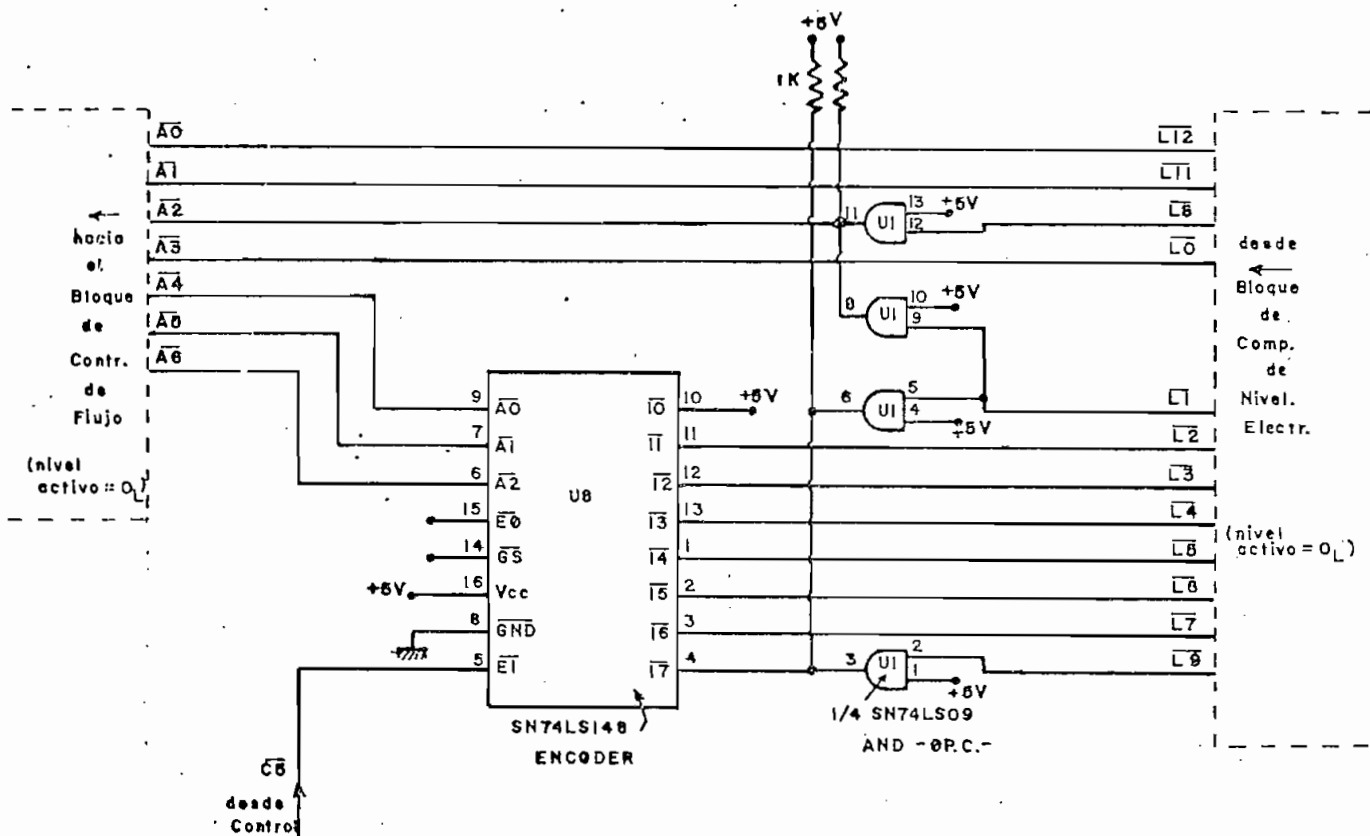 +5V
1K
A0
L12
A1
L11
A2
11
U1
13
+5V
12
L8
A3
L0
← hacia
el
Bloque
de
Contr.
de
Flujo
(nivel
activo = 0L)
A4
A5
A6
desde
← Bloque
de
Comp.
de
Nivel.
Electr.
(nivel
activo = 0L)
8
U1
10
+5V
9
6
U1
5
4
+5V
L1
9
A0
I0
10
+5V
7
A1
I1
11
L2
6
A2
I2
12
L3
U8
15
E0
I3
13
L4
14
GS
I4
1
L5
+5V
16
Vcc
I5
2
L6
8
GND
I6
3
L7
5
EI
I7
4
3
U1
2
1
+5V
L9
SN74LS148
ENCODER
1/4 SN74LS09
AND -OP.C.-
C5
desde
Control